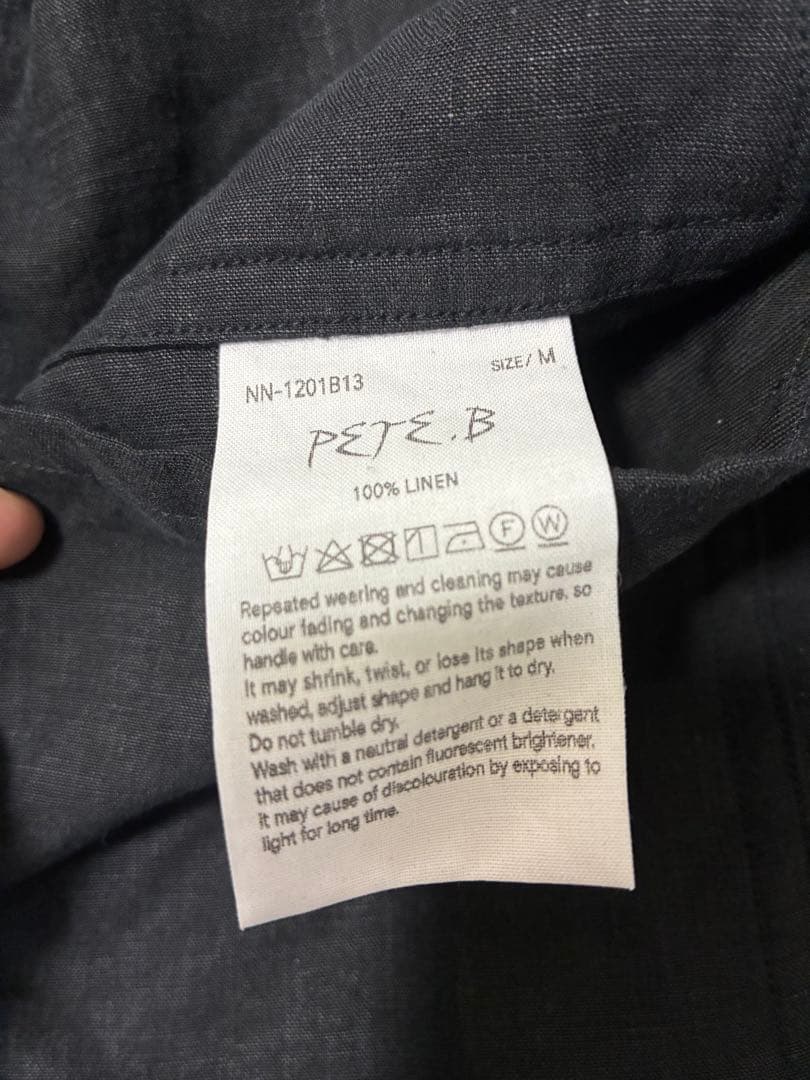 NN-1201B13
SIZE/ M
PETE.B
100% LINEN
F W
Repeated weering and cleaning may cause
colour fading and changing the texture, so
handle with care.
It may shrink, twist, or lose its shape when
washed, adjust shape and hang it to dry.
Do not tumble dry.
Wash with a neutral detergent or a detergent
that does not contain fluorescent brightener.
it may cause of discolouration by exposing to
light for long time.